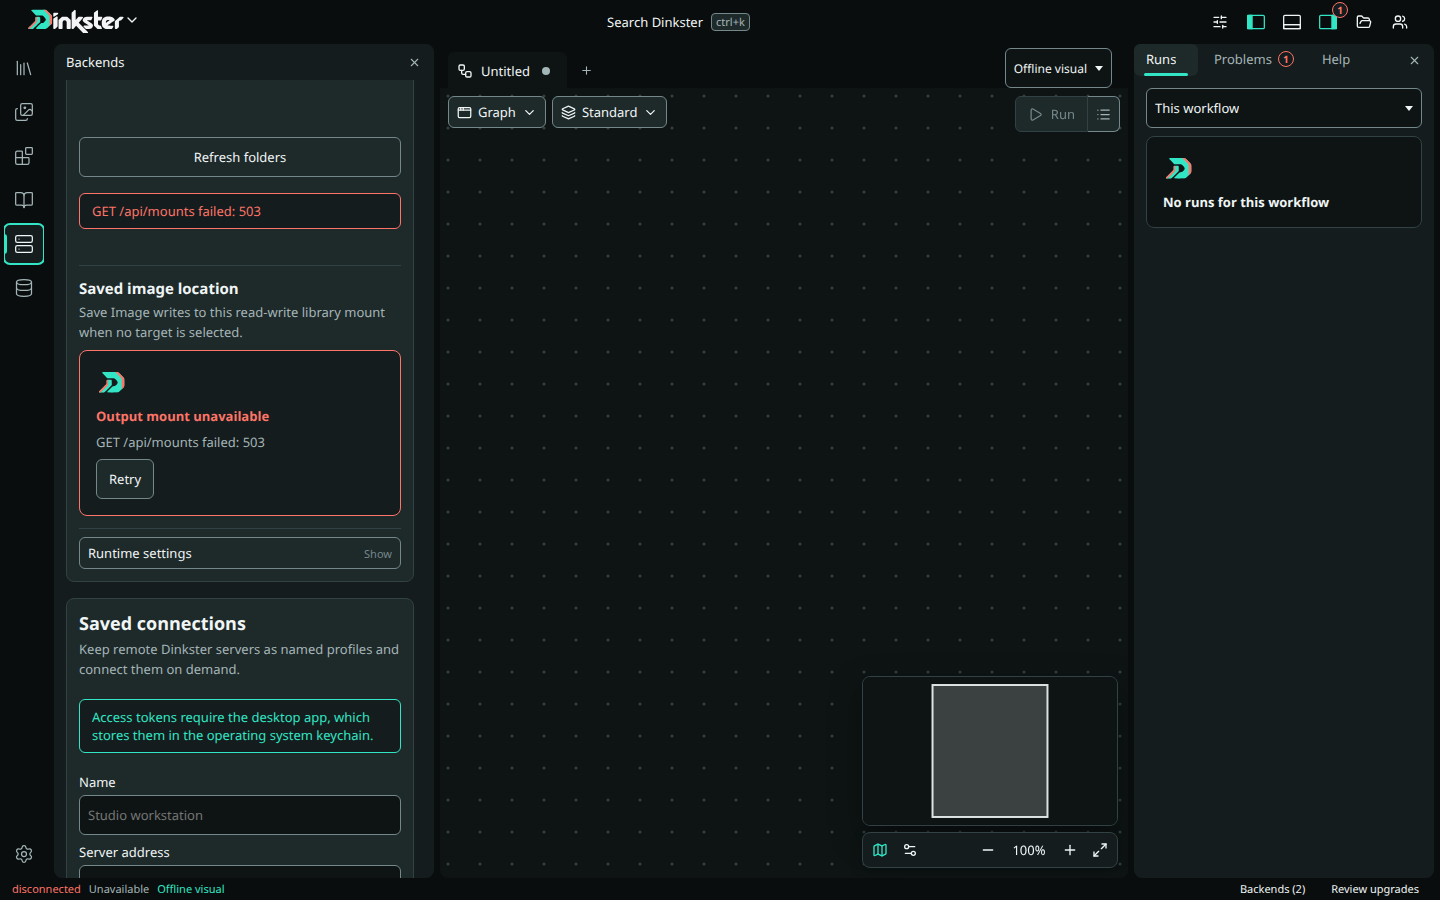 Dinkster
Search Dinkster ctrl+k
1
Backends
Refresh folders
GET /api/mounts failed: 503
Saved image location
Save Image writes to this read-write library mount
when no target is selected.
Output mount unavailable
GET /api/mounts failed: 503
Retry
Runtime settings Show
Saved connections
Keep remote Dinkster servers as named profiles and
connect them on demand.
Access tokens require the desktop app, which
stores them in the operating system keychain.
Name
Studio workstation
Server address
Untitled
Offline visual
Graph
Standard
Run
100%
Runs
Problems 1
Help
This workflow
No runs for this workflow
disconnected Unavailable Offline visual
Backends (2) Review upgrades